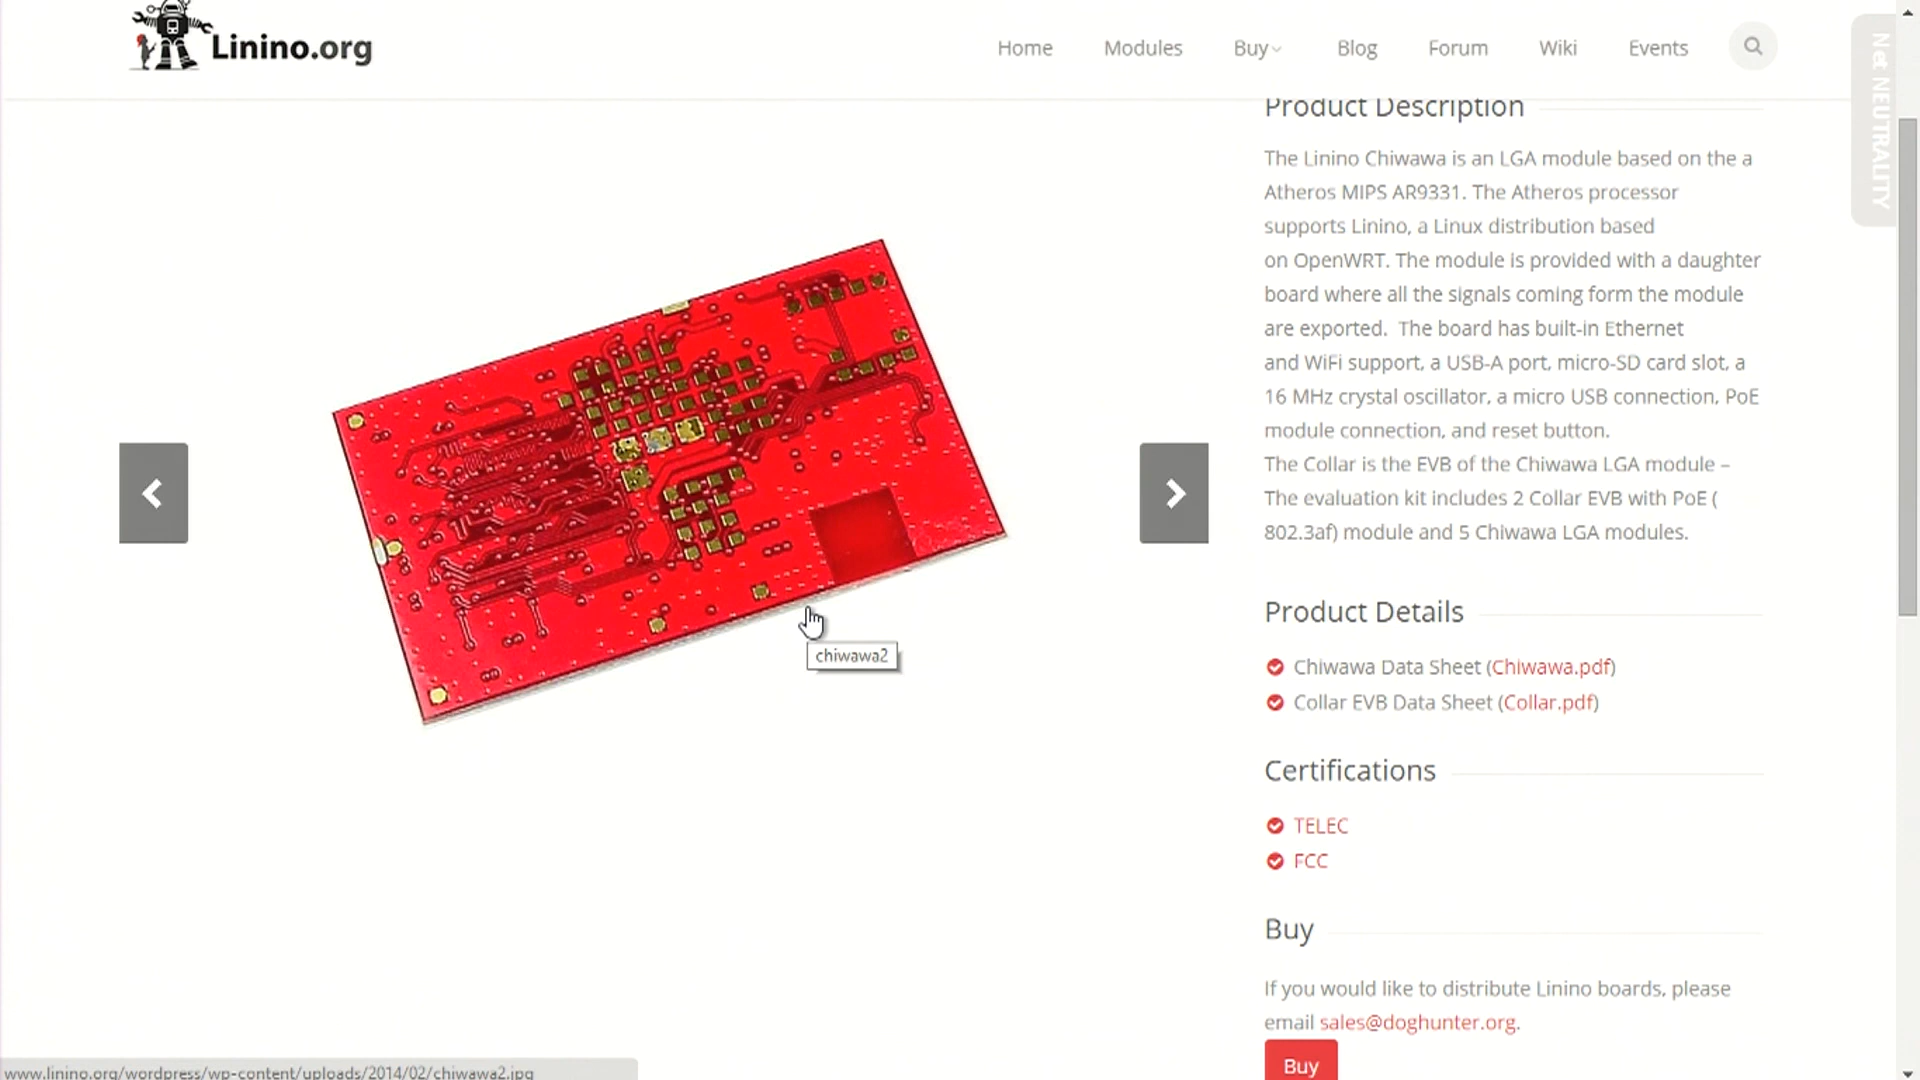 Linino.org
Home Modules Buy Blog Forum Wiki Events
Net NEUTRALITY
Product Description
The Linino Chiwawa is an LGA module based on the a
Atheros MIPS AR9331. The Atheros processor
supports Linino, a Linux distribution based
on OpenWRT. The module is provided with a daughter
board where all the signals coming form the module
are exported.  The board has built-in Ethernet
and WiFi support, a USB-A port, micro-SD card slot, a
16 MHz crystal oscillator, a micro USB connection, PoE
module connection, and reset button.
The Collar is the EVB of the Chiwawa LGA module –
The evaluation kit includes 2 Collar EVB with PoE (
802.3af) module and 5 Chiwawa LGA modules.
chiwawa2
Product Details
Chiwawa Data Sheet (Chiwawa.pdf)
Collar EVB Data Sheet (Collar.pdf)
Certifications
TELEC
FCC
Buy
If you would like to distribute Linino boards, please
email sales@doghunter.org.
Buy
www.linino.org/wordpress/wp-content/uploads/2014/02/chiwawa2.jpg